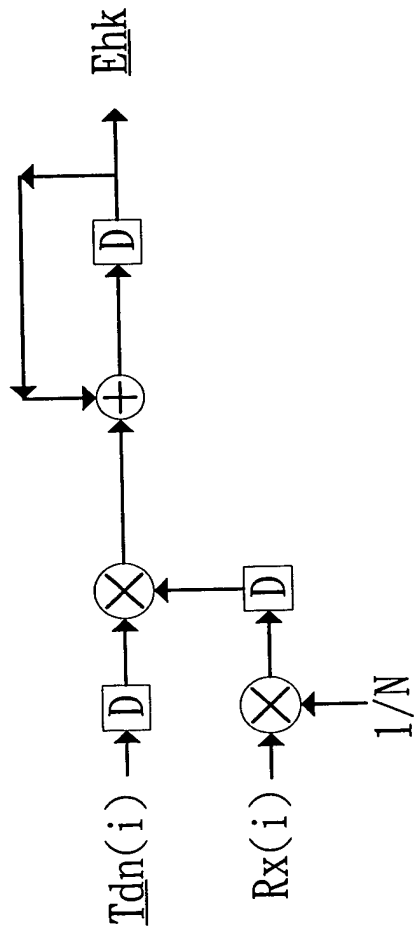 Tdn(i)
D
Ehk
D
Rx(i)
D
1/N